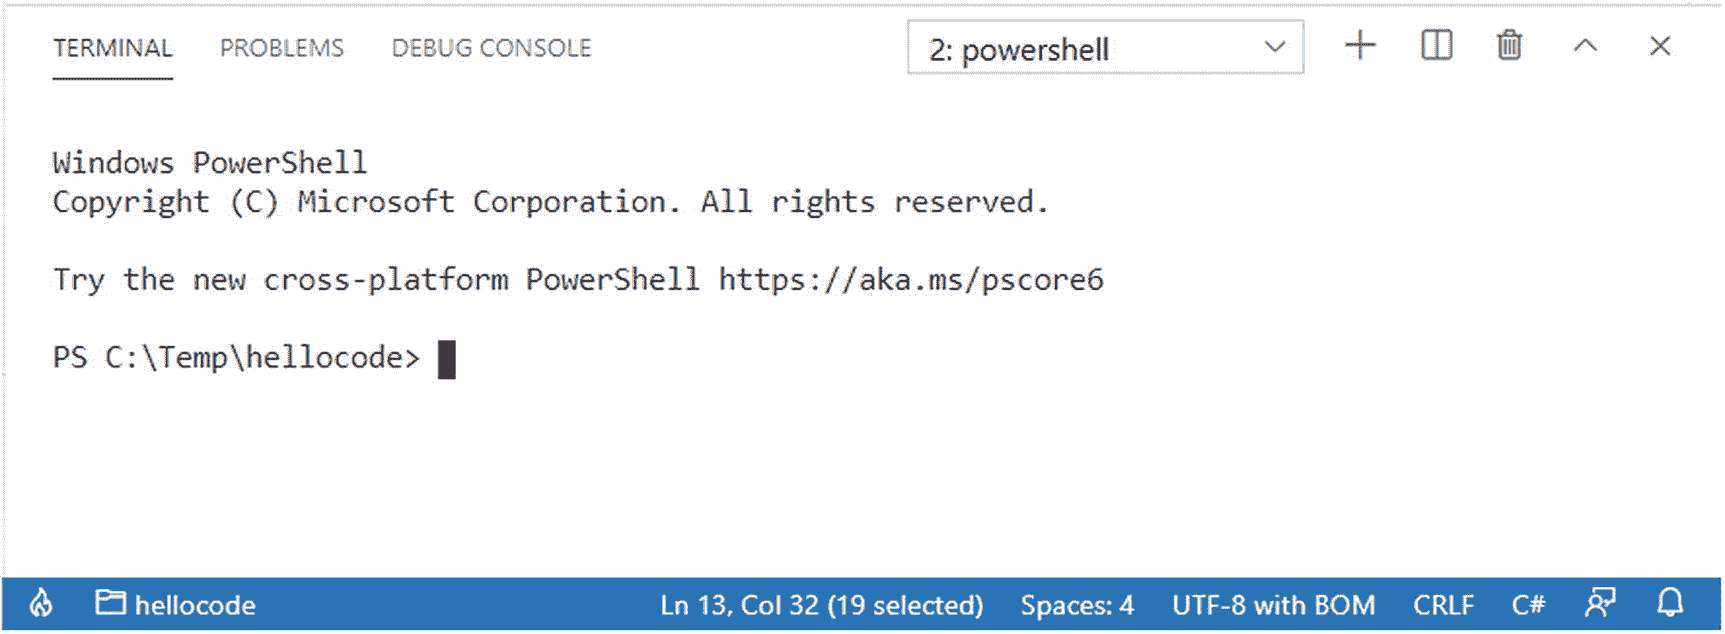 TERMINAL PROBLEMS DEBUG CONSOLE 2: powershell
Windows PowerShell
Copyright (C) Microsoft Corporation. All rights reserved.
Try the new cross-platform PowerShell https://aka.ms/pscore6
PS C:\Temp\hellocode>
hellocode Ln 13, Col 32 (19 selected) Spaces: 4 UTF-8 with BOM CRLF C#